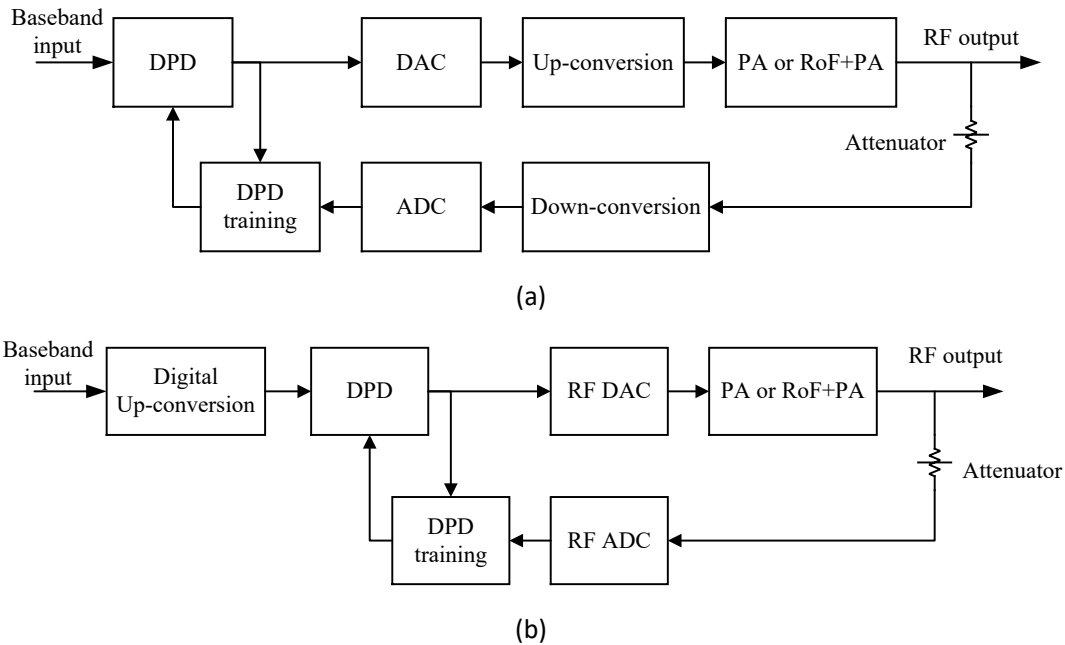 Baseband
input
DPD
DAC
Up-conversion
PA or RoF+PA
RF output
Attenuator
DPD
training
ADC
Down-conversion
(a)
Baseband
input
Digital
Up-conversion
DPD
RF DAC
PA or RoF+PA
RF output
Attenuator
DPD
training
RF ADC
(b)